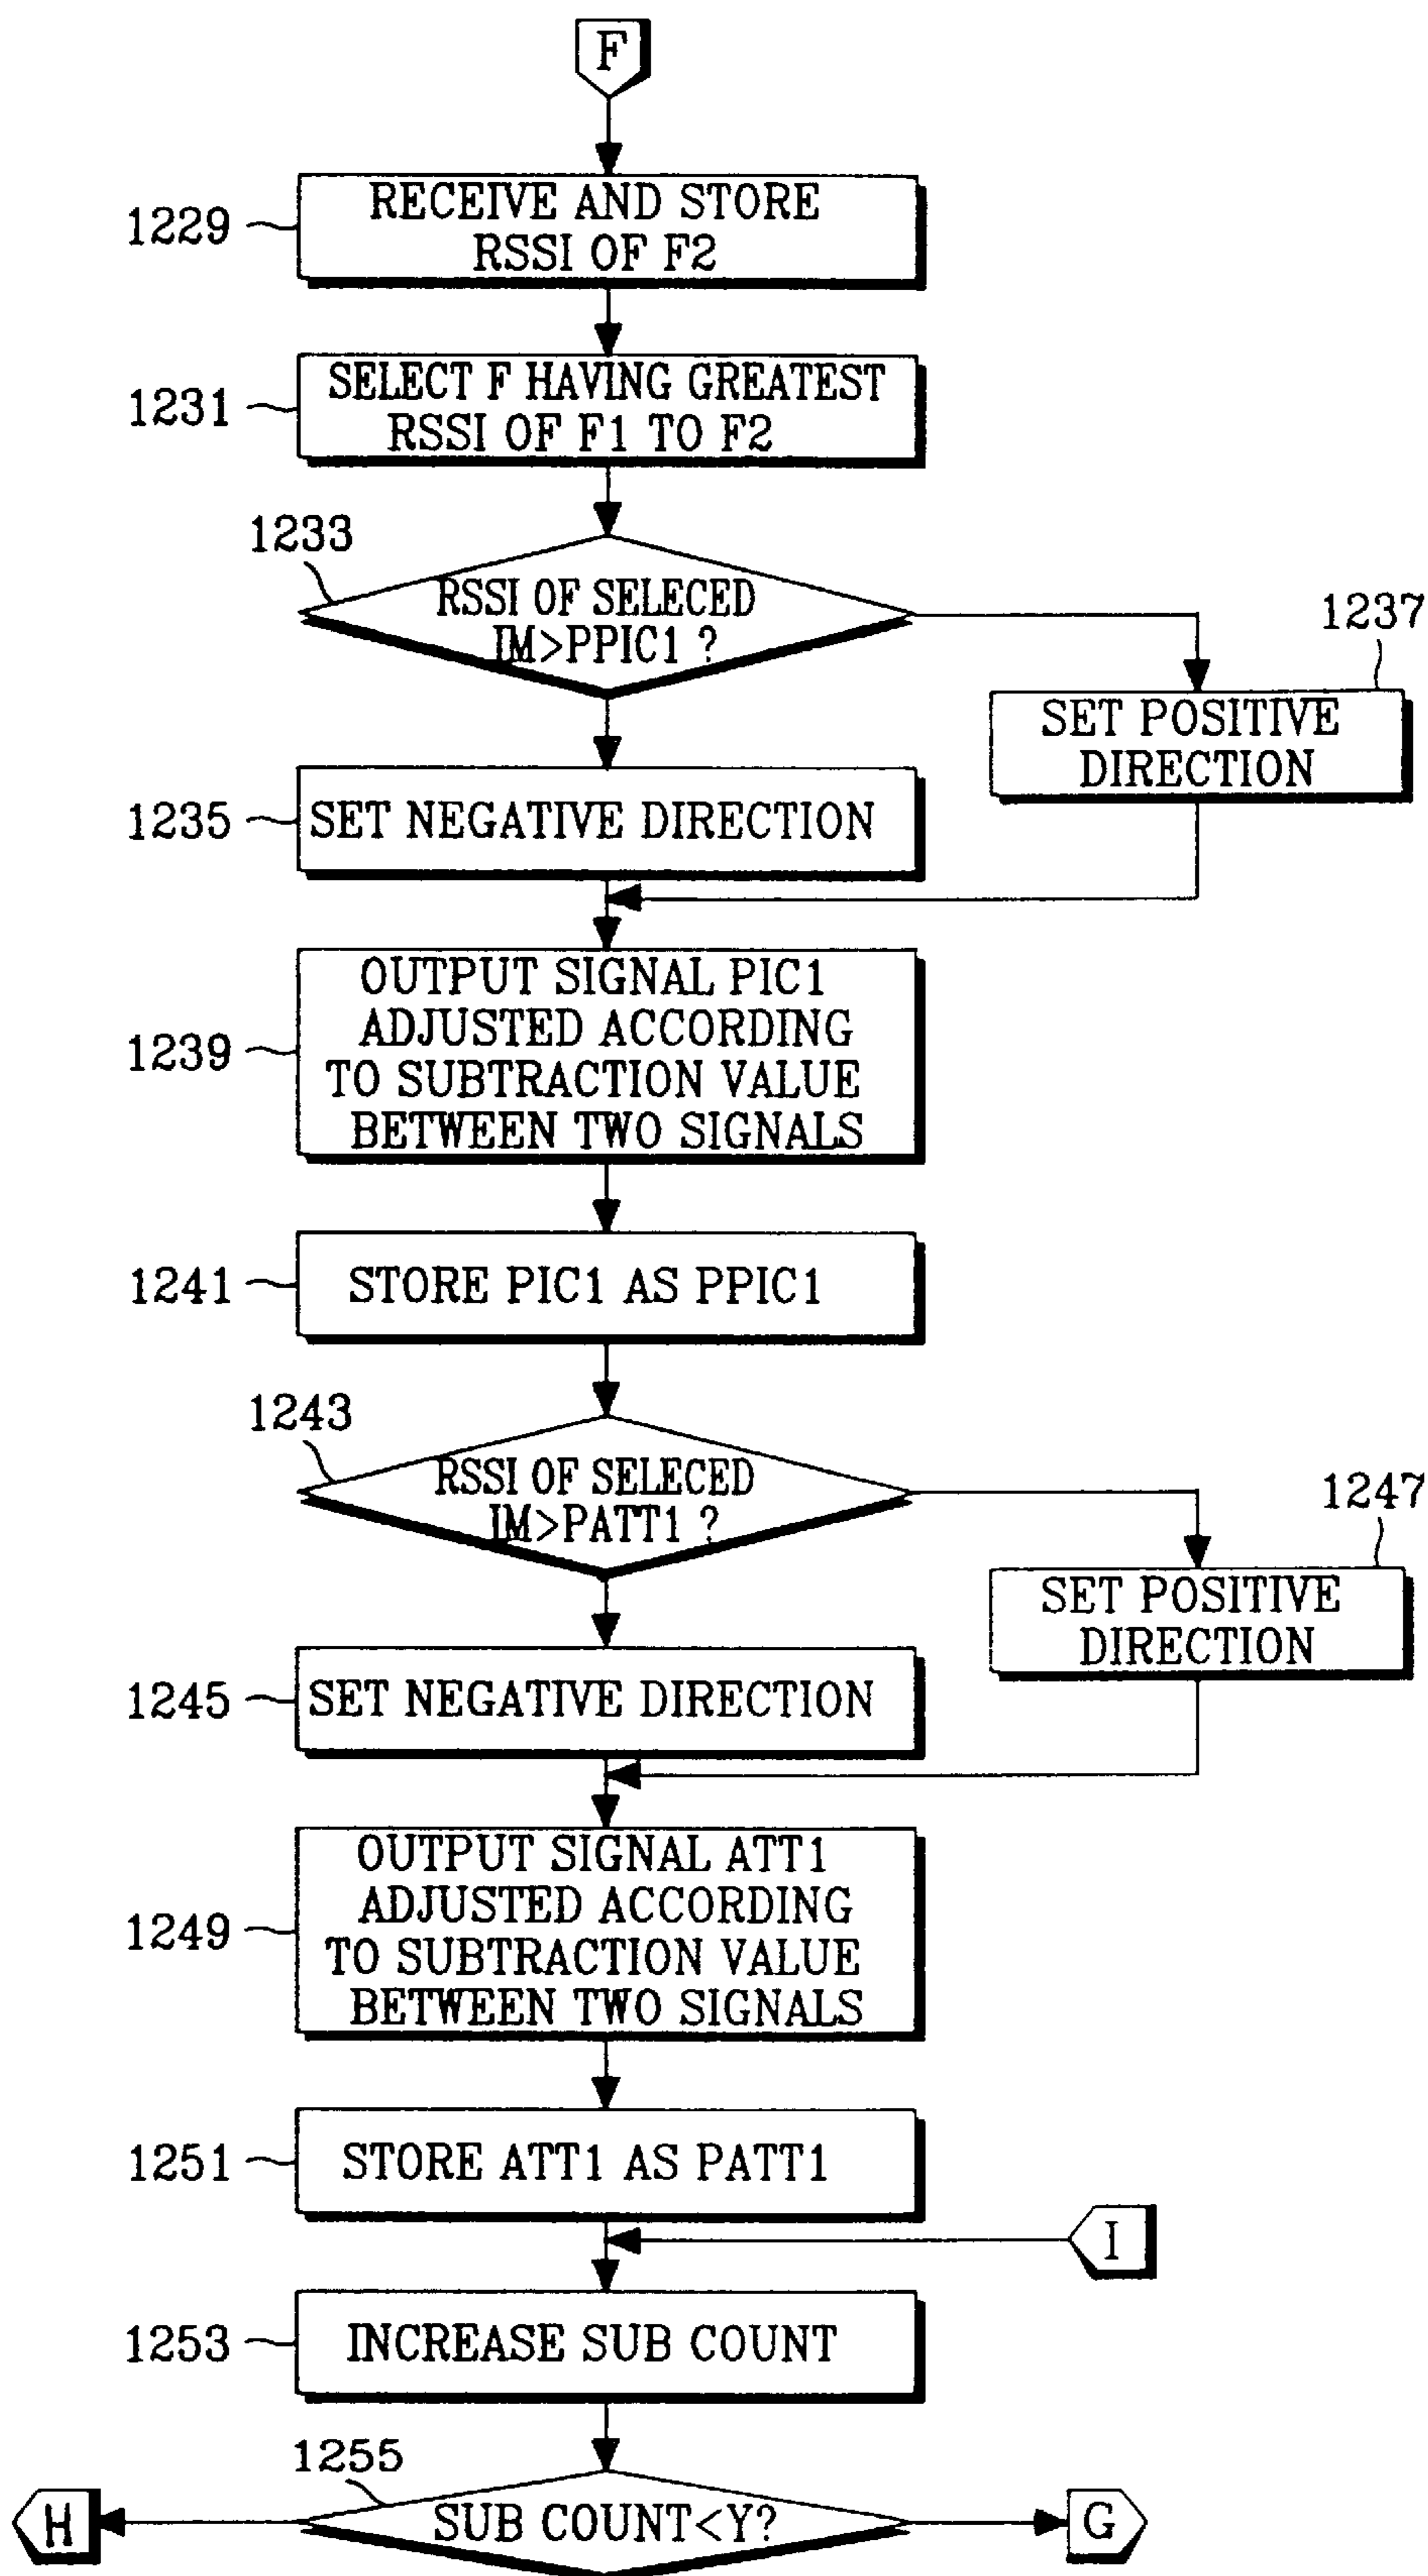 F
1229
RECEIVE AND STORE
RSSI OF F2
1231
SELECT F HAVING GREATEST
RSSI OF F1 TO F2
1233
RSSI OF SELECED
IM>PPIC1 ?
1237
SET POSITIVE
DIRECTION
1235
SET NEGATIVE DIRECTION
1239
OUTPUT SIGNAL PIC1
ADJUSTED ACCORDING
TO SUBTRACTION VALUE
BETWEEN TWO SIGNALS
1241
STORE PIC1 AS PPIC1
1243
RSSI OF SELECED
IM>PATT1 ?
1247
SET POSITIVE
DIRECTION
1245
SET NEGATIVE DIRECTION
1249
OUTPUT SIGNAL ATT1
ADJUSTED ACCORDING
TO SUBTRACTION VALUE
BETWEEN TWO SIGNALS
1251
STORE ATT1 AS PATT1
I
1253
INCREASE SUB COUNT
1255
H
SUB COUNT<Y?
G